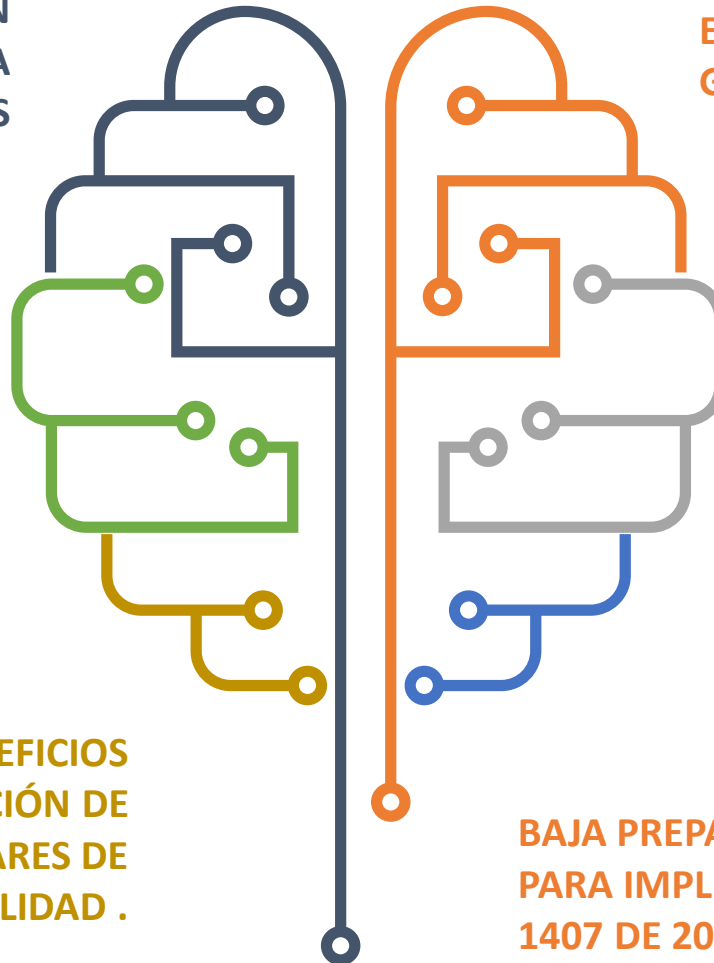 N
A
S
E
G
EFICIOS
CIÓN DE
ARES DE
LIDAD .
BAJA PREPA
PARA IMPL
1407 DE 20